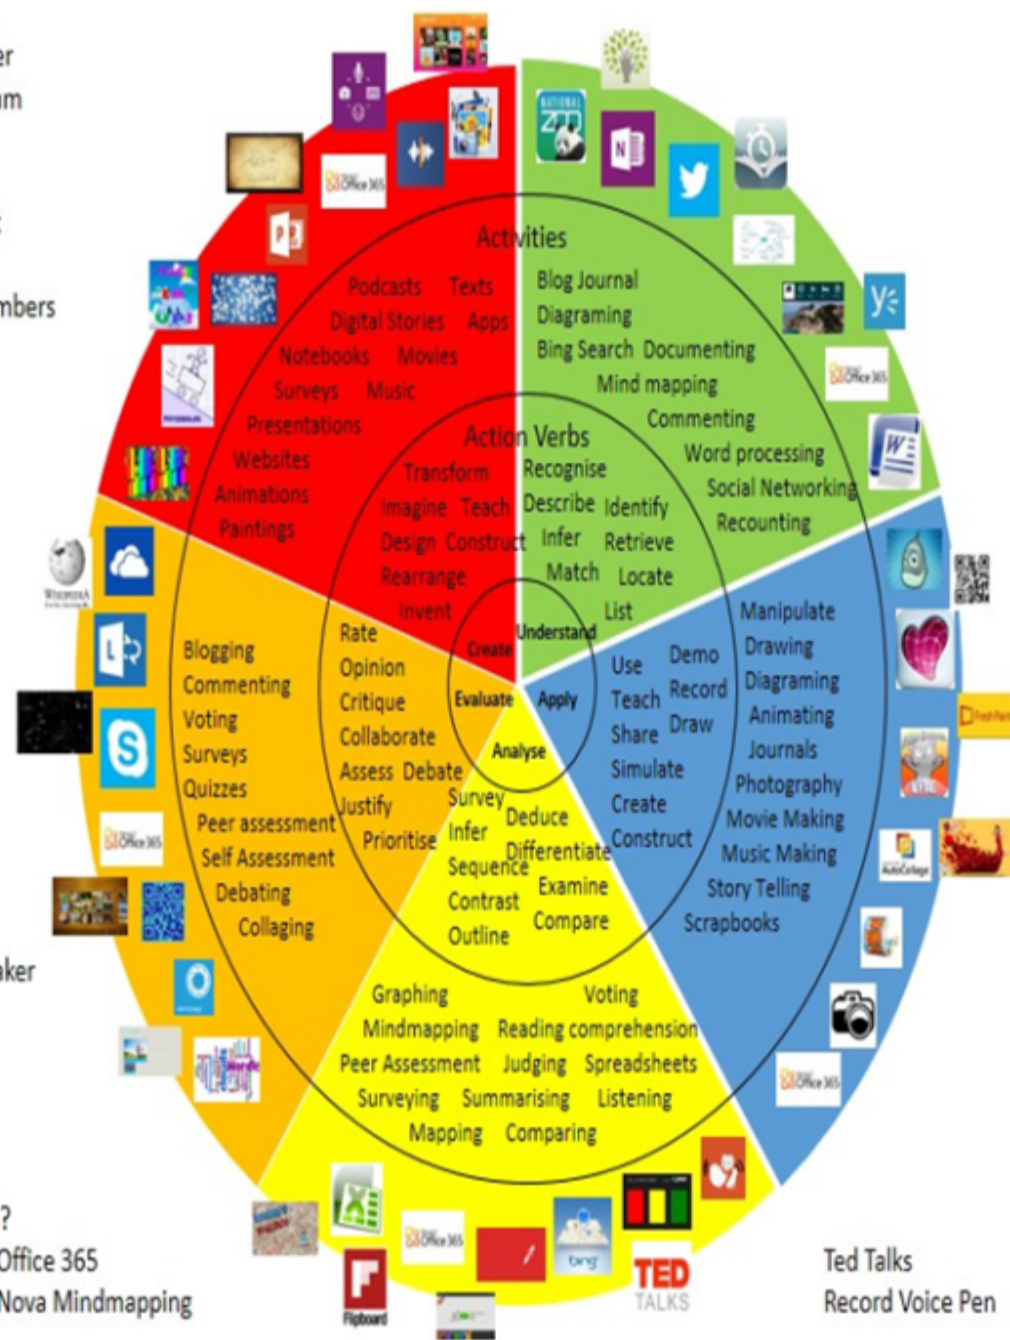 er
am
mbers
aker
?
Office 365
Nova Mindmapping
Ted Talks
Record Voice Pen
Activities
Podcasts Texts
Digital Stories Apps
Notebooks Movies
Surveys Music
Presentations
Websites
Animations
Paintings
Blog Journal
Diagraming
Bing Search Documenting
Mind mapping
Commenting
Word processing
Social Networking
Recounting
Action Verbs
Transform
Imagine Teach
Design Construct
Rearrange
Invent
Recognise
Describe Identify
Infer Retrieve
Match Locate
List
Create
Understand
Evaluate
Apply
Analyse
Rate
Opinion
Critique
Collaborate
Assess Debate
Justify
Prioritise
Blogging
Commenting
Voting
Surveys
Quizzes
Peer assessment
Self Assessment
Debating
Collaging
Use Demo
Teach Record
Share Draw
Simulate
Create
Construct
Manipulate
Drawing
Diagraming
Animating
Journals
Photography
Movie Making
Music Making
Story Telling
Scrapbooks
Survey
Deduce
Infer
Differentiate
Sequence
Examine
Contrast
Compare
Outline
Graphing Voting
Mindmapping Reading comprehension
Peer Assessment Judging Spreadsheets
Surveying Summarising Listening
Mapping Comparing
Office 365
P
NATIONAL
ZOO
N
Office 365
W
WIKIPEDIA
L
S
Office 365
FreshPaint
AutoCollage
Office 365
Office 365
Flipboard
bing
TED
TALKS